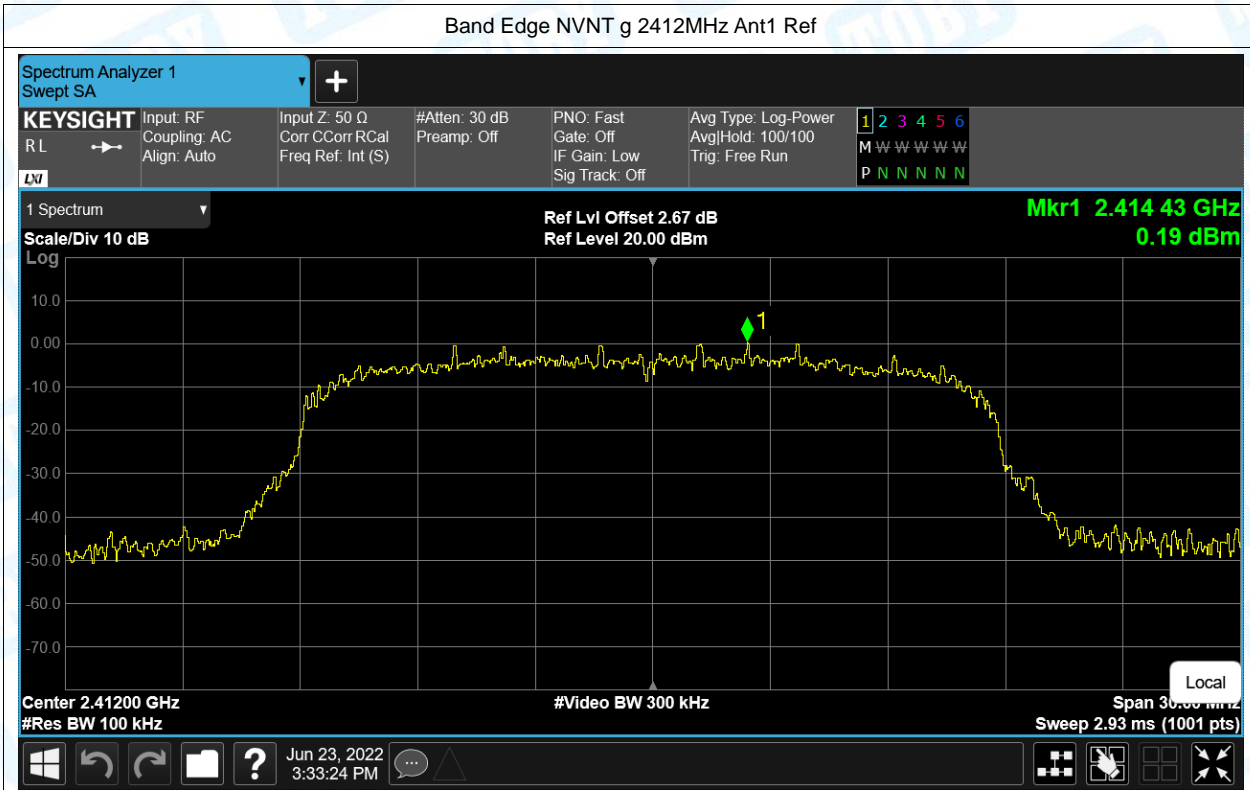 Band Edge NVNT g 2412MHz Ant1 Ref
Spectrum Analyzer 1
Swept SA
+
KEYSIGHT
R L
LXI
Input: RF
Coupling: AC
Align: Auto
Input Z: 50 Ω
Corr CCorr RCal
Freq Ref: Int (S)
#Atten: 30 dB
Preamp: Off
PNO: Fast
Gate: Off
IF Gain: Low
Sig Track: Off
Avg Type: Log-Power
Avg|Hold: 100/100
Trig: Free Run
1 2 3 4 5 6
M W W W W W
P N N N N N
1 Spectrum
Scale/Div 10 dB
Ref Lvl Offset 2.67 dB
Ref Level 20.00 dBm
Mkr1 2.414 43 GHz
0.19 dBm
Log
10.0
0.00
-10.0
-20.0
-30.0
-40.0
-50.0
-60.0
-70.0
1
Center 2.41200 GHz
#Res BW 100 kHz
#Video BW 300 kHz
Local
Span 30.00 MHz
Sweep 2.93 ms (1001 pts)
?
Jun 23, 2022
3:33:24 PM